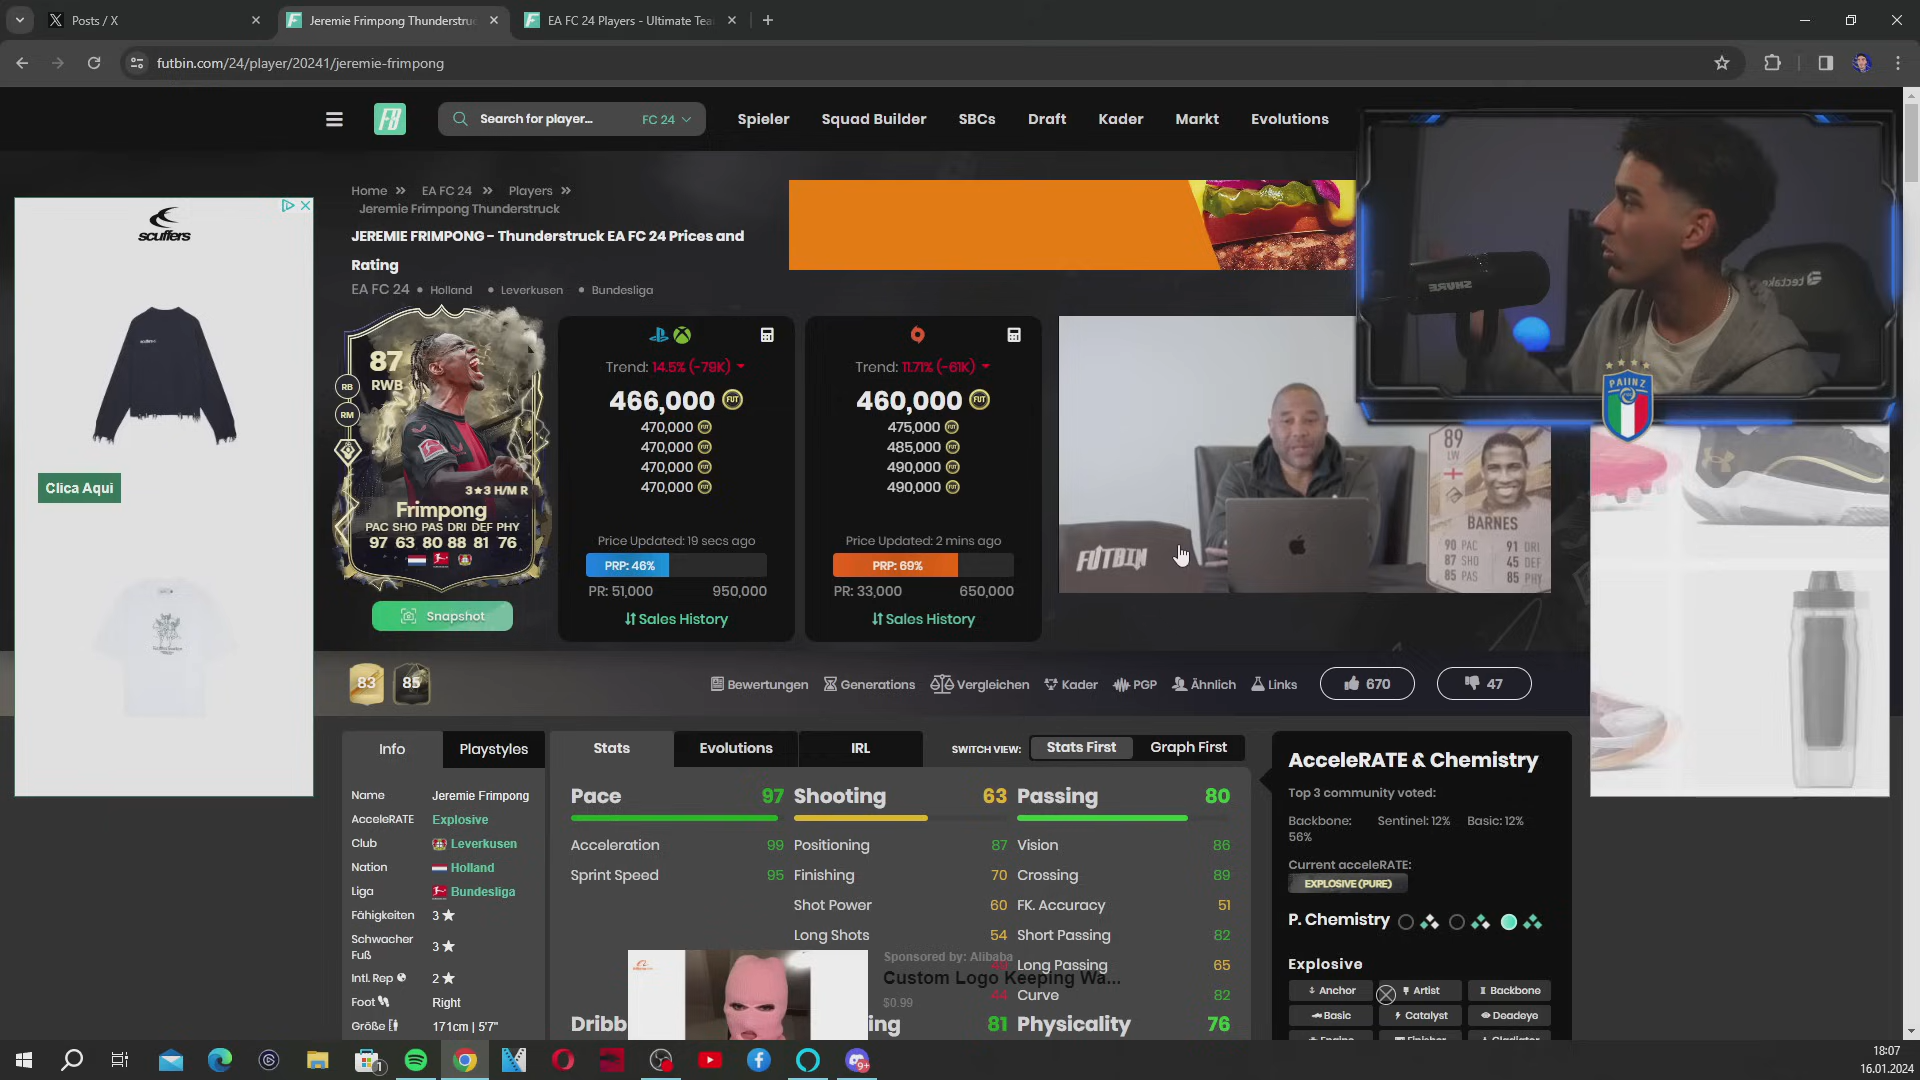 Posts / X
Jeremie Frimpong Thunderstru
EA FC 24 Players - Ultimate Tea
futbin.com/24/player/20241/jeremie-frimpong
FB
Search for player...
FC 24
Spieler
Squad Builder
SBCs
Draft
Kader
Markt
Evolutions
Home » EA FC 24 » Players »
Jeremie Frimpong Thunderstruck
JEREMIE FRIMPONG - Thunderstruck EA FC 24 Prices and
Rating
EA FC 24 • Holland • Leverkusen • Bundesliga
scuffers
Clica Aqui
87
RWB
RB
RM
3★3 H/M R
Frimpong
PAC SHO PAS DRI DEF PHY
97 63 80 88 81 76
Snapshot
Trend: 14.5% (-79K)
466,000
470,000
470,000
470,000
470,000
Price Updated: 19 secs ago
PRP: 46%
PR: 51,000 950,000
Sales History
Trend: 11.71% (-61K)
460,000
475,000
485,000
490,000
490,000
Price Updated: 2 mins ago
PRP: 69%
PR: 33,000 650,000
Sales History
FUTBIN
89
LW
BARNES
90 PAC 91 DRI
87 SHO 45 DEF
85 PAS 85 PHY
SHURE
tectake
PAIINZ
83
85
Bewertungen
Generations
Vergleichen
Kader
PGP
Ähnlich
Links
670
47
Info
Playstyles
Name Jeremie Frimpong
AcceleRATE Explosive
Club Leverkusen
Nation Holland
Liga Bundesliga
Fähigkeiten 3 ★
Schwacher
Fuß 3 ★
Intl. Rep 2 ★
Foot Right
Größe 171cm | 5'7"
Stats
Evolutions
IRL
SWITCH VIEW:
Stats First
Graph First
Pace 97
Acceleration 99
Sprint Speed 95
Shooting 63
Positioning 87
Finishing 70
Shot Power 60
Long Shots 54
44
Passing 80
Vision 86
Crossing 89
FK. Accuracy 51
Short Passing 82
Long Passing 65
Curve 82
Sponsored by: Alibaba
Custom Logo Keeping Wa...
$0.99
Dribb
ing 81
Physicality 76
AcceleRATE & Chemistry
Top 3 community voted:
Backbone: 56% Sentinel: 12% Basic: 12%
Current acceleRATE:
EXPLOSIVE (PURE)
P. Chemistry
Explosive
Anchor
Artist
Backbone
Basic
Catalyst
Deadeye
Engine
Finisher
Gladiator
1
9+
18:07
16.01.2024